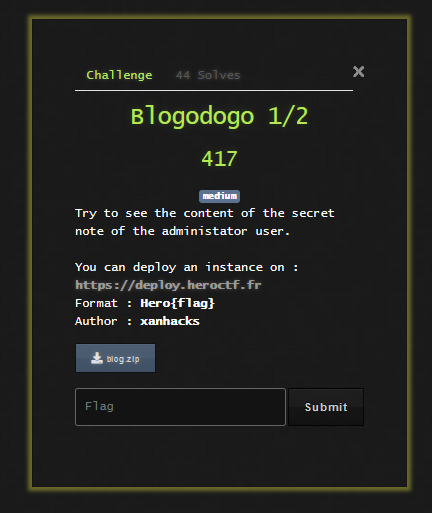 Challenge 44 Solves ×
Blogodogo 1/2
417
medium
Try to see the content of the secret
note of the administator user.
You can deploy an instance on :
https://deploy.heroctf.fr
Format : Hero{flag}
Author : xanhacks
blog.zip
Flag Submit